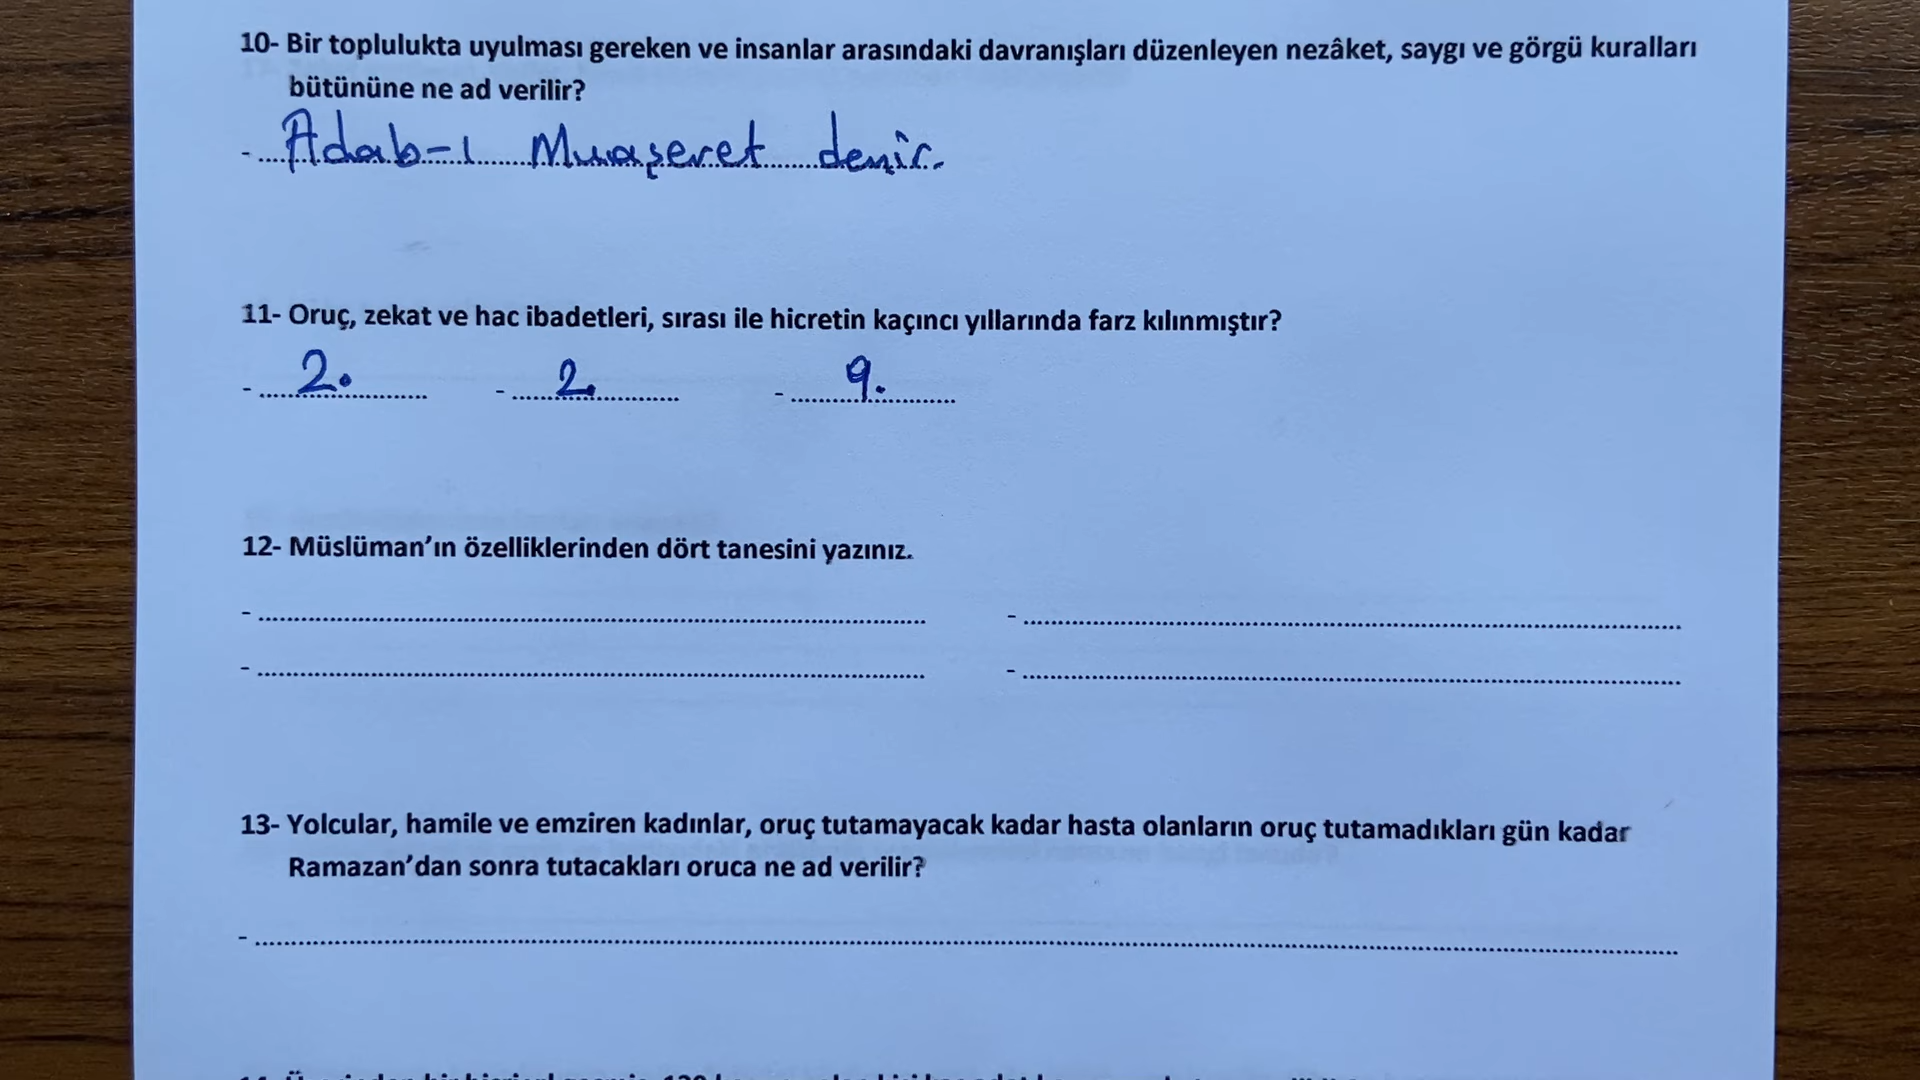 10- Bir toplulukta uyulması gereken ve insanlar arasındaki davranışları düzenleyen nezâket, saygı ve görgü kuralları
bütününe ne ad verilir?
- Adab-ı Muaşeret denir.
11- Oruç, zekat ve hac ibadetleri, sırası ile hicretin kaçıncı yıllarında farz kılınmıştır?
- 2. - 2. - 9.
12- Müslüman’ın özelliklerinden dört tanesini yazınız.
- -
- -
13- Yolcular, hamile ve emziren kadınlar, oruç tutamayacak kadar hasta olanların oruç tutamadıkları gün kadar
Ramazan’dan sonra tutacakları oruca ne ad verilir?
-